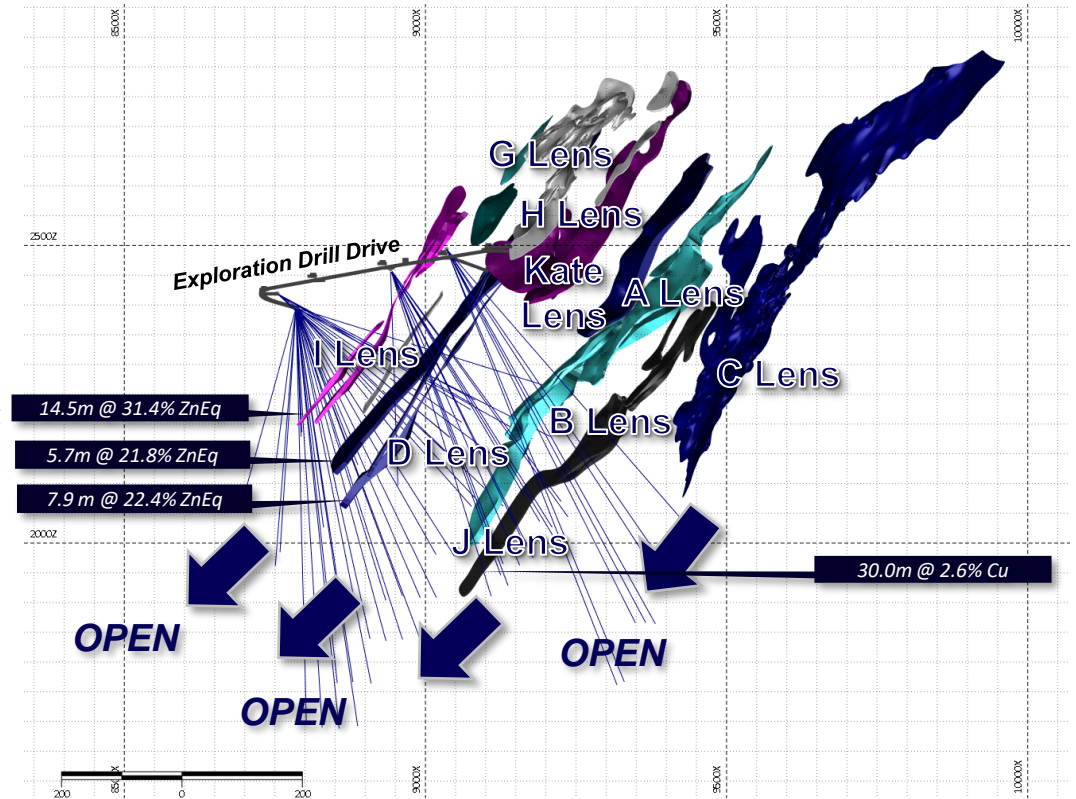 8500X
9000X
9500X
10000X
G Lens
H Lens
2500Z
Exploration Drill Drive
Kate
Lens
A Lens
I Lens
C Lens
14.5m @ 31.4% ZnEq
B Lens
5.7m @ 21.8% ZnEq
D Lens
7.9 m @ 22.4% ZnEq
2000Z
J Lens
30.0m @ 2.6% Cu
OPEN
OPEN
OPEN
8500X
9000X
9500X
10000X
200
0
200